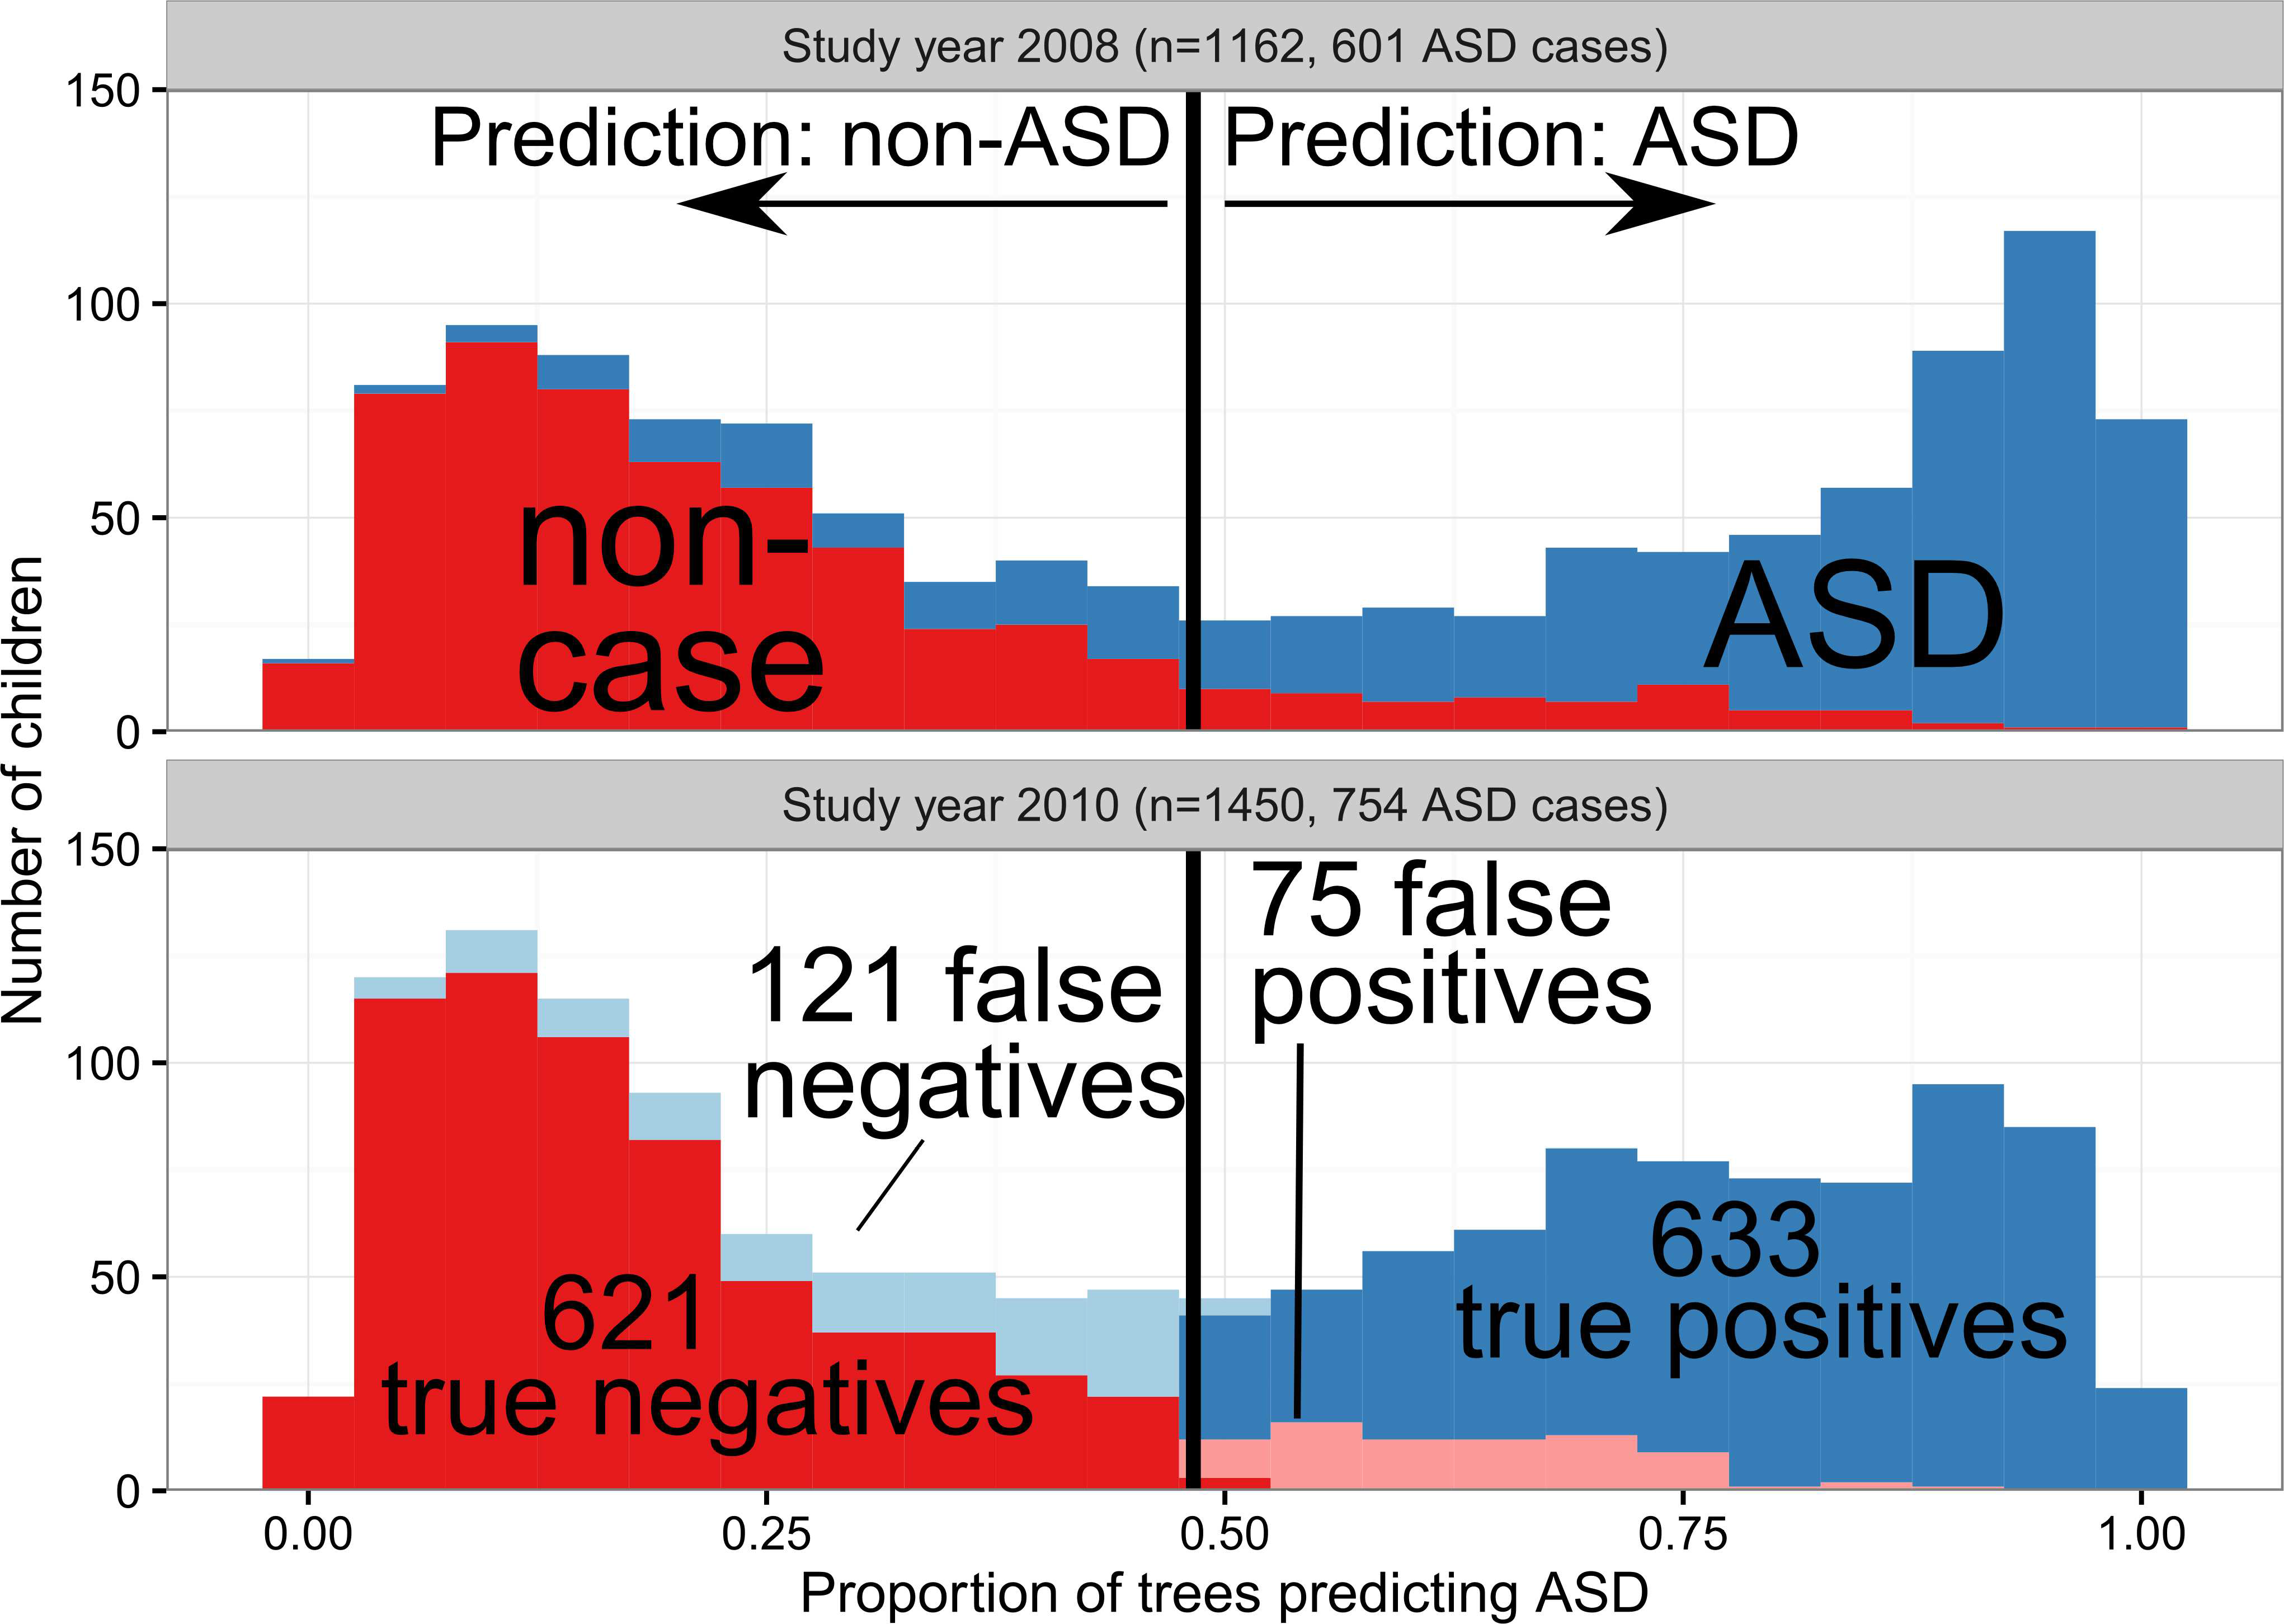 Study year 2008 (n=1162, 601 ASD cases)
150
100
50
0
Prediction: non-ASD
Prediction: ASD
non-
case
ASD
Number of children
Study year 2010 (n=1450, 754 ASD cases)
150
100
50
0
121 false
negatives
75 false
positives
621
true negatives
633
true positives
0.00
0.25
0.50
0.75
1.00
Proportion of trees predicting ASD